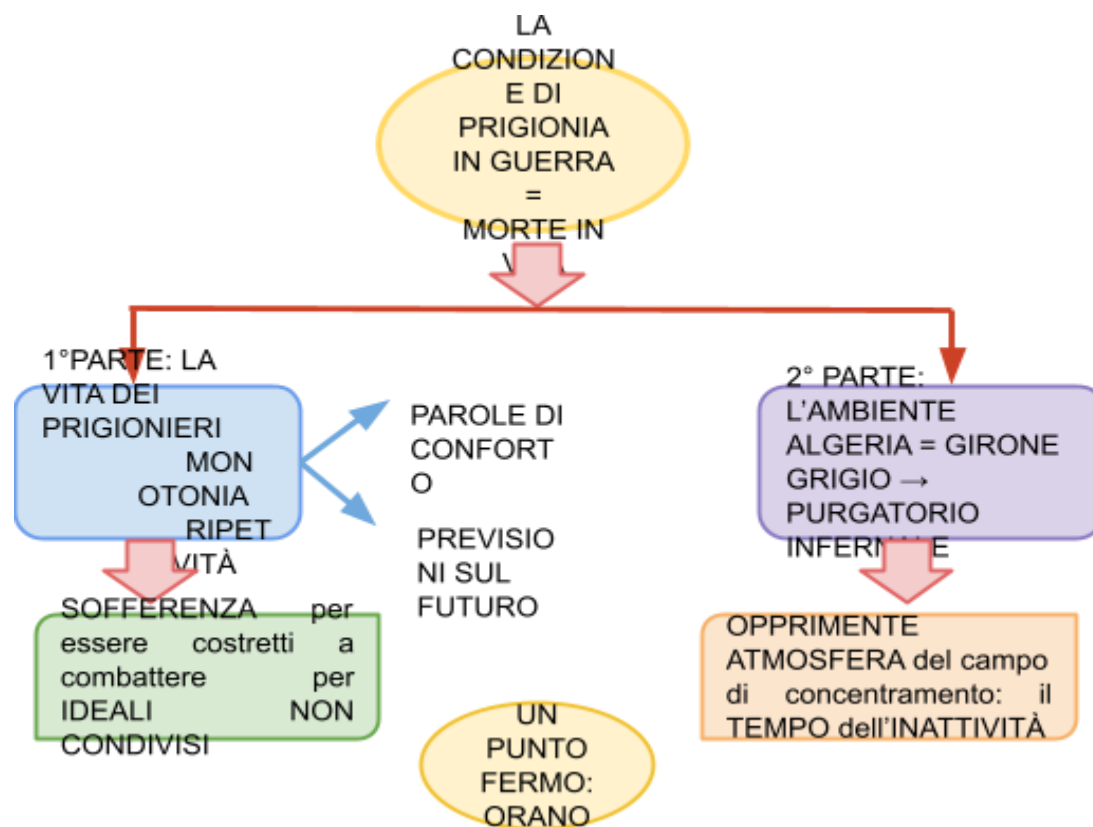 LA
CONDIZION
E DI
PRIGIONIA
IN GUERRA
=
MORTE IN
1°PARTE: LA
VITA DEI
PRIGIONIERI
MON
OTONIA
RIPET
VITÀ
PAROLE DI
CONFORT
O
PREVISIO
NI SUL
FUTURO
2° PARTE:
L’AMBIENTE
ALGERIA = GIRONE
GRIGIO →
PURGATORIO
INFERNALE
SOFFERENZA per
essere costretti a
combattere per
IDEALI NON
CONDIVISI
OPPRIMENTE
ATMOSFERA del campo
di concentramento: il
TEMPO dell’INATTIVITÀ
UN
PUNTO
FERMO:
ORANO